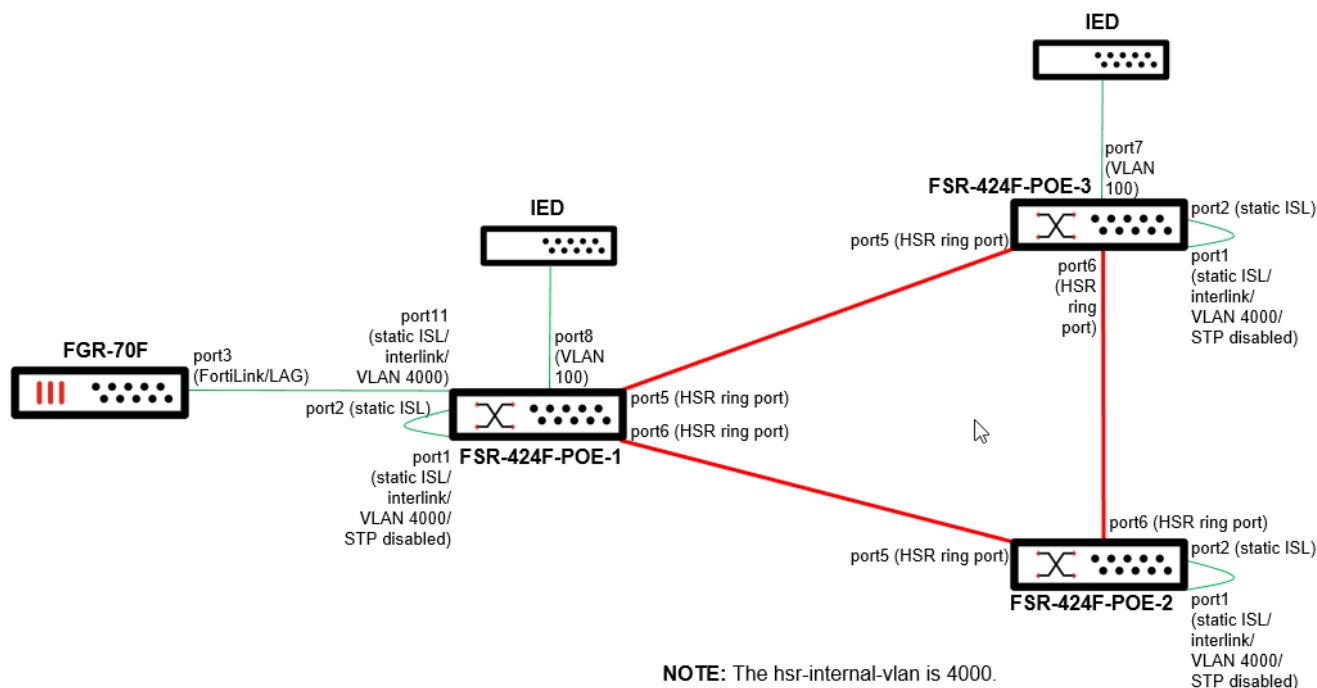 IED
port7
(VLAN
100)
FSR-424F-POE-3
port2 (static ISL)
port5 (HSR ring port)
port1
(static ISL/
interlink/
VLAN 4000/
STP disabled)
port6
(HSR
ring
port)
IED
port11
(static ISL/
interlink/
VLAN 4000)
port8
(VLAN
100)
FGR-70F
port3
(FortiLink/LAG)
port2 (static ISL)
port5 (HSR ring port)
port6 (HSR ring port)
FSR-424F-POE-1
port1
(static ISL/
interlink/
VLAN 4000/
STP disabled)
port6 (HSR ring port)
port5 (HSR ring port)
port2 (static ISL)
FSR-424F-POE-2
port1
(static ISL/
interlink/
VLAN 4000/
STP disabled)
NOTE: The hsr-internal-vlan is 4000.